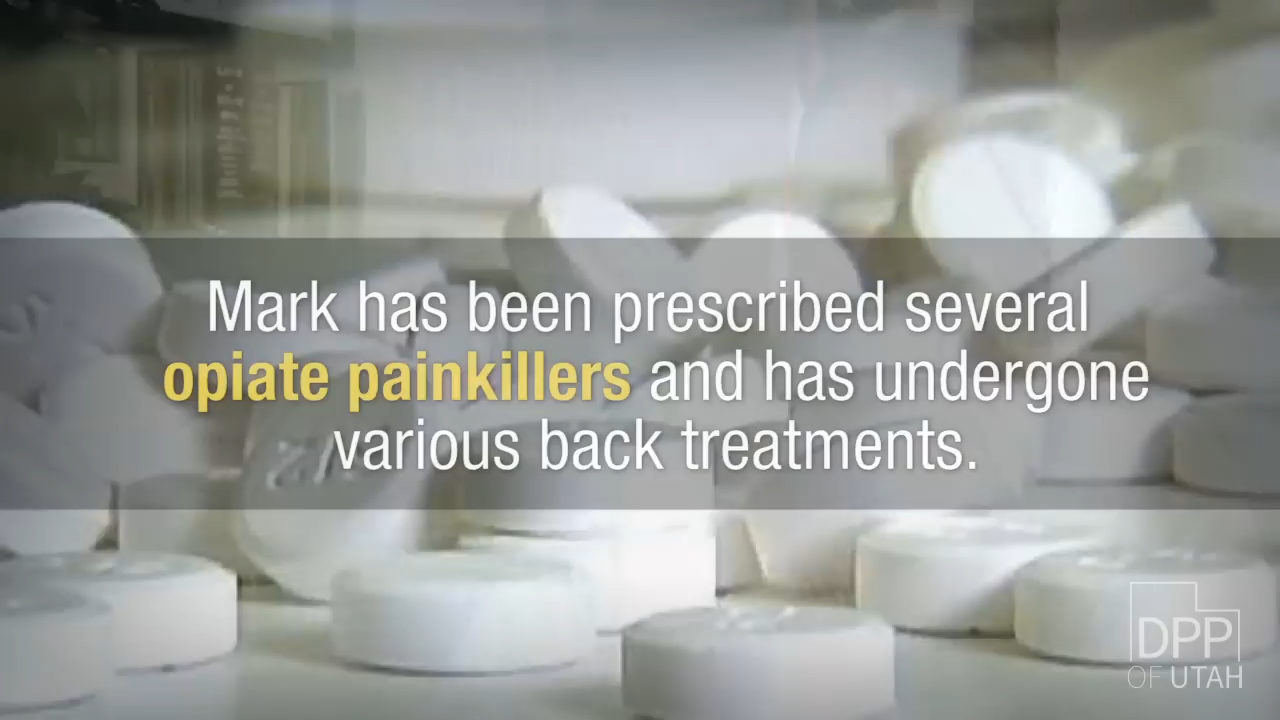 Mark has been prescribed several
opiate painkillers and has undergone
various back treatments.
DPP
OF UTAH